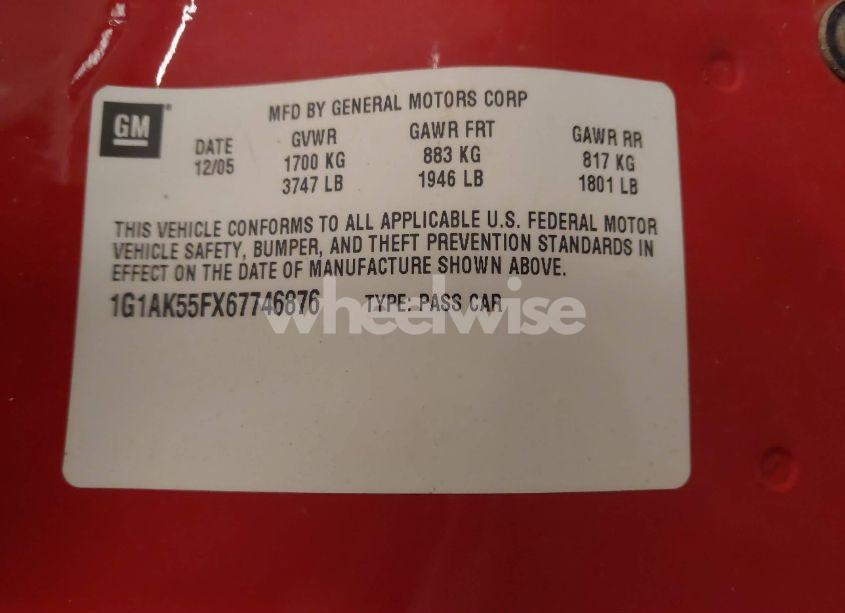 GM
MFD BY GENERAL MOTORS CORP
DATE GVWR GAWR FRT GAWR RR
12/05 1700 KG 883 KG 817 KG
3747 LB 1946 LB 1801 LB
THIS VEHICLE CONFORMS TO ALL APPLICABLE U.S. FEDERAL MOTOR
VEHICLE SAFETY, BUMPER, AND THEFT PREVENTION STANDARDS IN
EFFECT ON THE DATE OF MANUFACTURE SHOWN ABOVE.
1G1AK55FX67746876 TYPE: PASS CAR
wheelwise